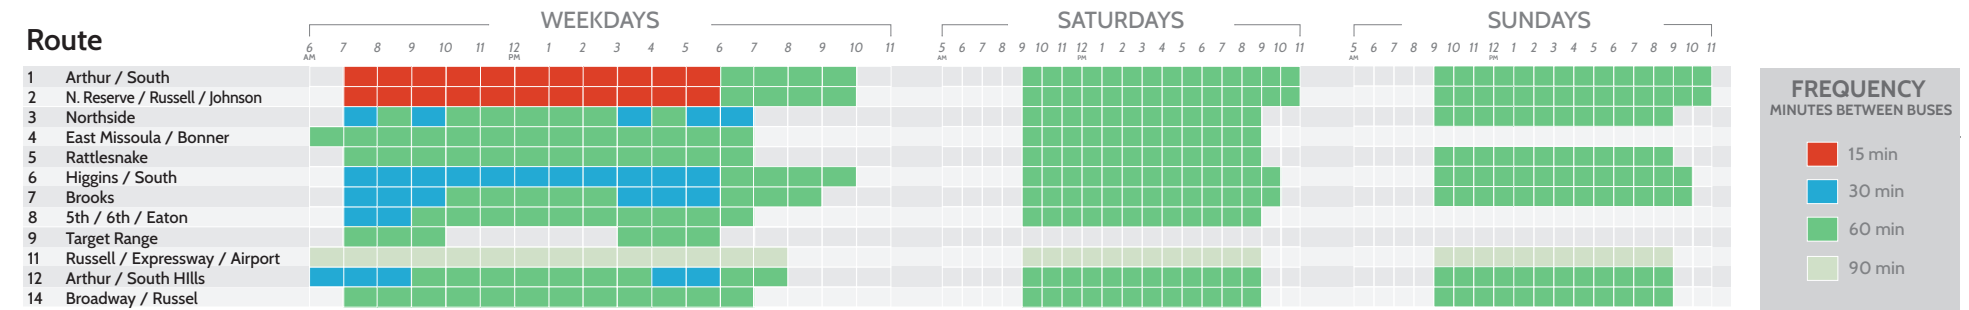 WEEKDAYS SATURDAYS SUNDAYS
Route
6 7 8 9 10 11 12 1 2 3 4 5 6 7 8 9 10 11 5 6 7 8 9 10 11 12 1 2 3 4 5 6 7 8 9 10 11 5 6 7 8 9 10 11 12 1 2 3 4 5 6 7 8 9 10 11
AM PM AM PM AM PM
1 Arthur / South
2 N. Reserve / Russell / Johnson
3 Northside
4 East Missoula / Bonner
5 Rattlesnake
6 Higgins / South
7 Brooks
8 5th / 6th / Eaton
9 Target Range
11 Russell / Expressway / Airport
12 Arthur / South HIlls
14 Broadway / Russel
FREQUENCY
MINUTES BETWEEN BUSES
15 min
30 min
60 min
90 min